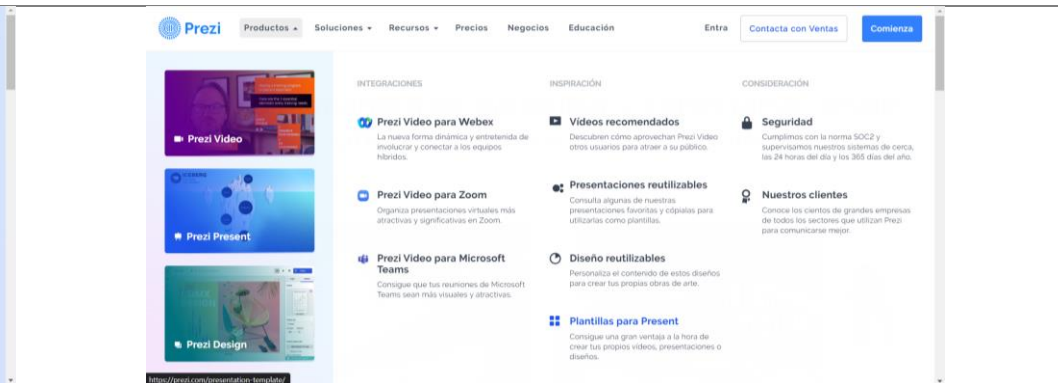 Prezi
Productos
Soluciones
Recursos
Precios
Negocios
Educación
Entra
Contacta con Ventas
Comienza
Prezi Video
Prezi Present
Prezi Design
INTEGRACIONES
Prezi Video para Webex
La nueva forma dinámica y entretenida de
involucrar y conectar a los equipos
híbridos.
Prezi Video para Zoom
Organiza presentaciones virtuales más
atractivas y significativas en Zoom.
Prezi Video para Microsoft
Teams
Consigue que tus reuniones de Microsoft
Teams sean más visuales y atractivas.
INSPIRACIÓN
Vídeos recomendados
Descubren cómo aprovechan Prezi Video
otros usuarios para atraer a su público.
Presentaciones reutilizables
Consulta algunas de nuestras
presentaciones favoritas y cópialas para
utilizarlas como plantillas.
Diseño reutilizables
Personaliza el contenido de estos diseños
para crear tus propias obras de arte.
Plantillas para Present
Consigue una gran ventaja a la hora de
crear tus propios vídeos, presentaciones o
diseños.
CONSIDERACIÓN
Seguridad
Cumplimos con la norma SOC2 y
supervisamos nuestros sistemas de cerca,
las 24 horas del día y los 365 días del año.
Nuestros clientes
Conoce los cientos de grandes empresas
de todos los sectores que utilizan Prezi
para comunicarse mejor.
https://prezi.com/presentation-template/